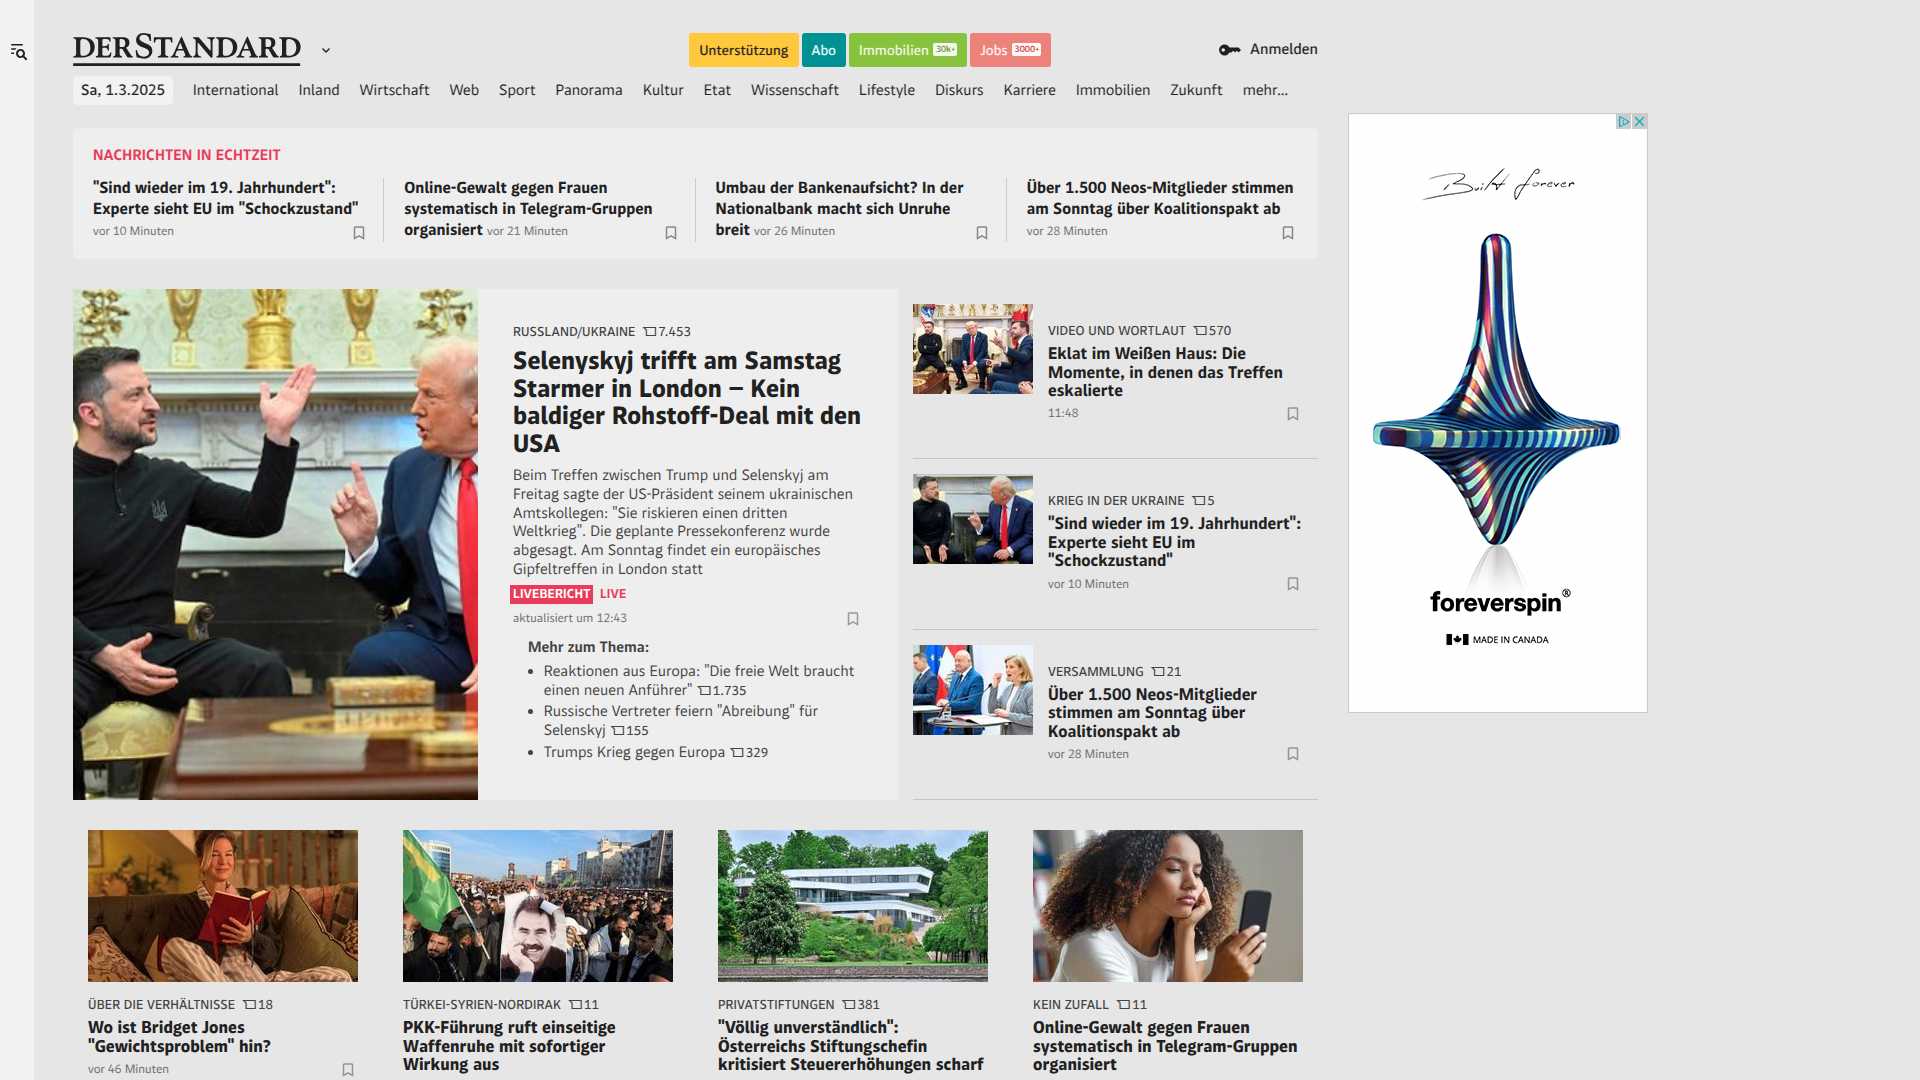 DERSTANDARD
Unterstützung
Abo
Immobilien 30k+
Jobs 3000+
Anmelden
Sa, 1.3.2025
International
Inland
Wirtschaft
Web
Sport
Panorama
Kultur
Etat
Wissenschaft
Lifestyle
Diskurs
Karriere
Immobilien
Zukunft
mehr...
NACHRICHTEN IN ECHTZEIT
"Sind wieder im 19. Jahrhundert":
Experte sieht EU im "Schockzustand"
vor 10 Minuten
Online-Gewalt gegen Frauen
systematisch in Telegram-Gruppen
organisiert vor 21 Minuten
Umbau der Bankenaufsicht? In der
Nationalbank macht sich Unruhe
breit vor 26 Minuten
Über 1.500 Neos-Mitglieder stimmen
am Sonntag über Koalitionspakt ab
vor 28 Minuten
RUSSLAND/UKRAINE 7.453
Selenyskyj trifft am Samstag
Starmer in London – Kein
baldiger Rohstoff-Deal mit den
USA
Beim Treffen zwischen Trump und Selenskyj am
Freitag sagte der US-Präsident seinem ukrainischen
Amtskollegen: "Sie riskieren einen dritten
Weltkrieg". Die geplante Pressekonferenz wurde
abgesagt. Am Sonntag findet ein europäisches
Gipfeltreffen in London statt
LIVEBERICHT LIVE
aktualisiert um 12:43
Mehr zum Thema:
• Reaktionen aus Europa: "Die freie Welt braucht
einen neuen Anführer" 1.735
• Russische Vertreter feiern "Abreibung" für
Selenskyj 155
• Trumps Krieg gegen Europa 329
VIDEO UND WORTLAUT 570
Eklat im Weißen Haus: Die
Momente, in denen das Treffen
eskalierte
11:48
KRIEG IN DER UKRAINE 5
"Sind wieder im 19. Jahrhundert":
Experte sieht EU im
"Schockzustand"
vor 10 Minuten
VERSAMMLUNG 21
Über 1.500 Neos-Mitglieder
stimmen am Sonntag über
Koalitionspakt ab
vor 28 Minuten
Built forever
foreverspin®
MADE IN CANADA
ÜBER DIE VERHÄLTNISSE 18
Wo ist Bridget Jones
"Gewichtsproblem" hin?
vor 46 Minuten
TÜRKEI-SYRIEN-NORDIRAK 11
PKK-Führung ruft einseitige
Waffenruhe mit sofortiger
Wirkung aus
PRIVATSTIFTUNGEN 381
"Völlig unverständlich":
Österreichs Stiftungschefin
kritisiert Steuererhöhungen scharf
KEIN ZUFALL 11
Online-Gewalt gegen Frauen
systematisch in Telegram-Gruppen
organisiert